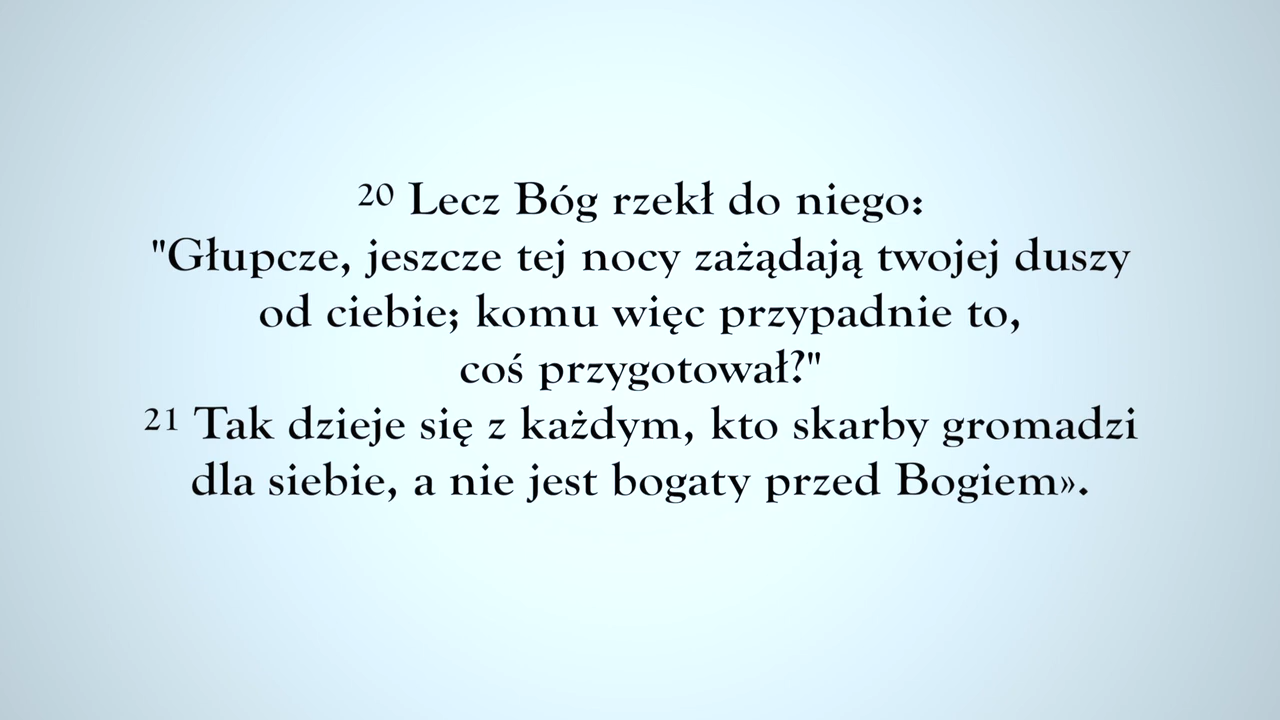 20 Lecz Bóg rzekł do niego:
"Głupcze, jeszcze tej nocy zażądają twojej duszy
od ciebie; komu więc przypadnie to,
coś przygotował?"
21 Tak dzieje się z każdym, kto skarby gromadzi
dla siebie, a nie jest bogaty przed Bogiem».